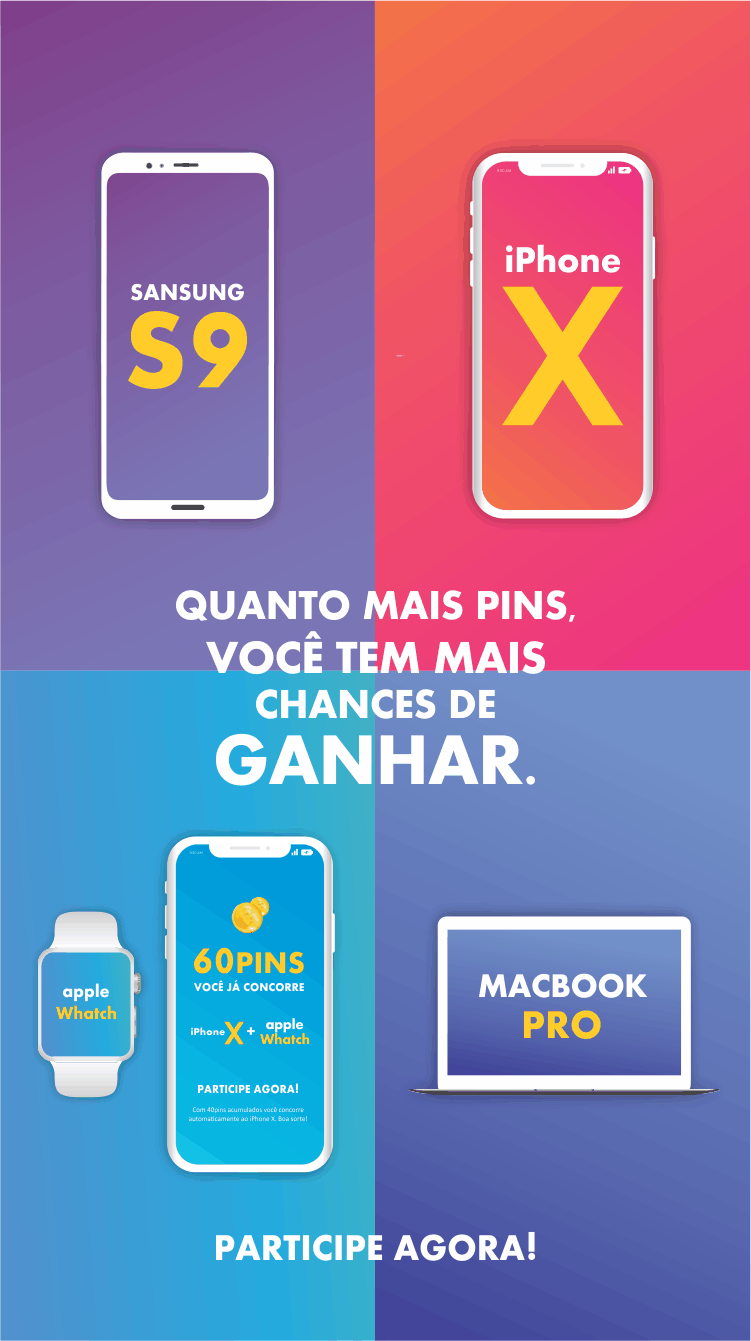 SANSUNG
S9
iPhone
X
QUANTO MAIS PINS,
VOCÊ TEM MAIS
CHANCES DE
GANHAR.
apple
Whatch
60PINS
VOCÊ JÁ CONCORRE
iPhone X + apple
Whatch
PARTICIPE AGORA!
Com 40pins acumulados você concorre
automaticamente ao iPhone X. Boa sorte!
MACBOOK
PRO
PARTICIPE AGORA!